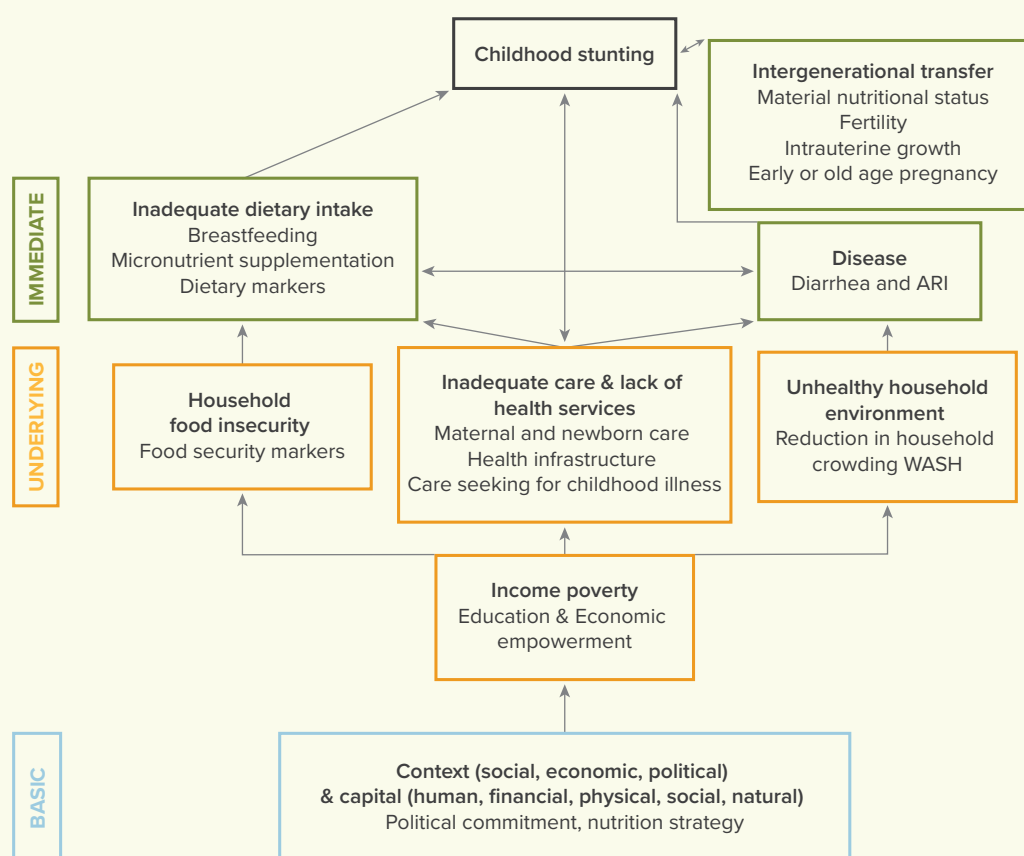 Childhood stunting
Intergenerational transfer
Material nutritional status
Fertility
Intrauterine growth
Early or old age pregnancy
IMMEDIATE
Inadequate dietary intake
Breastfeeding
Micronutrient supplementation
Dietary markers
Disease
Diarrhea and ARI
UNDERLYING
Household
food insecurity
Food security markers
Inadequate care & lack of
health services
Maternal and newborn care
Health infrastructure
Care seeking for childhood illness
Unhealthy household
environment
Reduction in household
crowding WASH
Income poverty
Education & Economic
empowerment
BASIC
Context (social, economic, political)
& capital (human, financial, physical, social, natural)
Political commitment, nutrition strategy